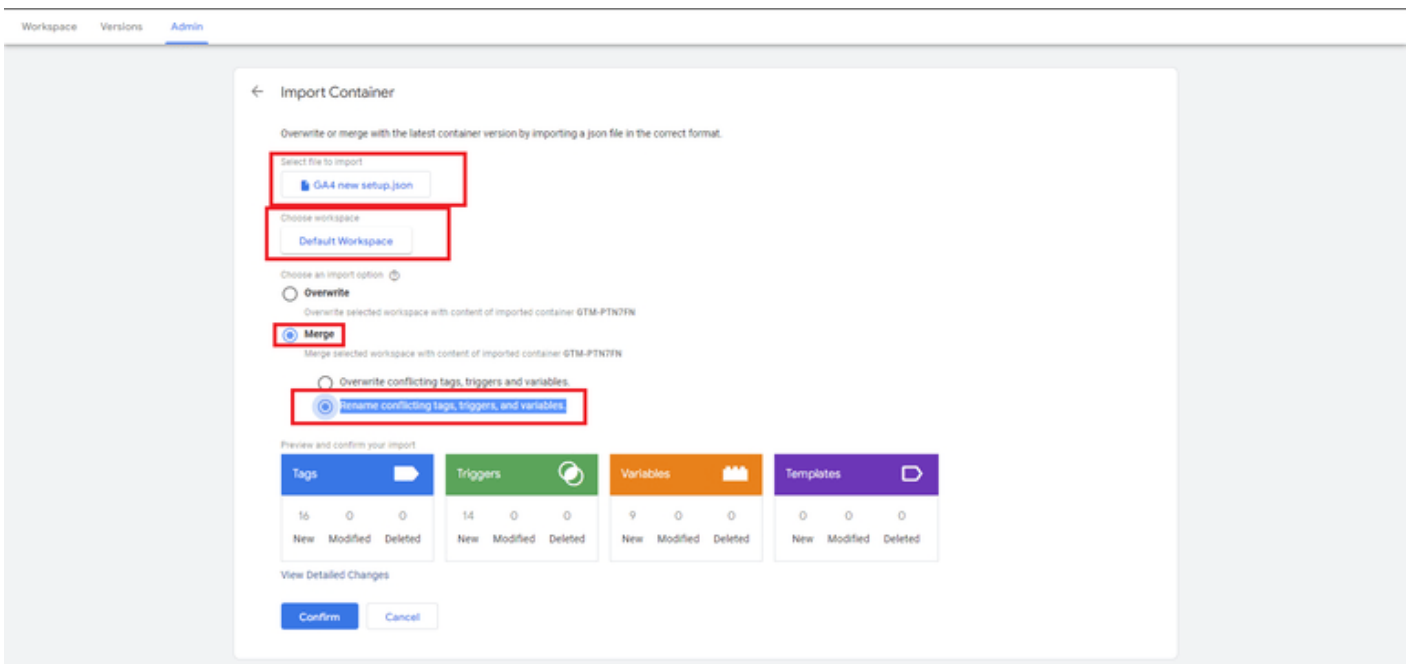 Workspace Versions Admin
Import Container
Overwrite or merge with the latest container version by importing a json file in the correct format.
Select file to import
GA4 new setup.json
Choose workspace
Default Workspace
Choose an import option
Overwrite
Overwrite selected workspace with content of imported container GTM-PTN7FN
Merge
Merge selected workspace with content of imported container GTM-PTN7FN
Overwrite conflicting tags, triggers and variables.
Rename conflicting tags, triggers, and variables.
Preview and confirm your import
Tags Triggers Variables Templates
16 0 0 14 0 0 9 0 0 0 0 0
New Modified Deleted New Modified Deleted New Modified Deleted New Modified Deleted
View Detailed Changes
Confirm Cancel